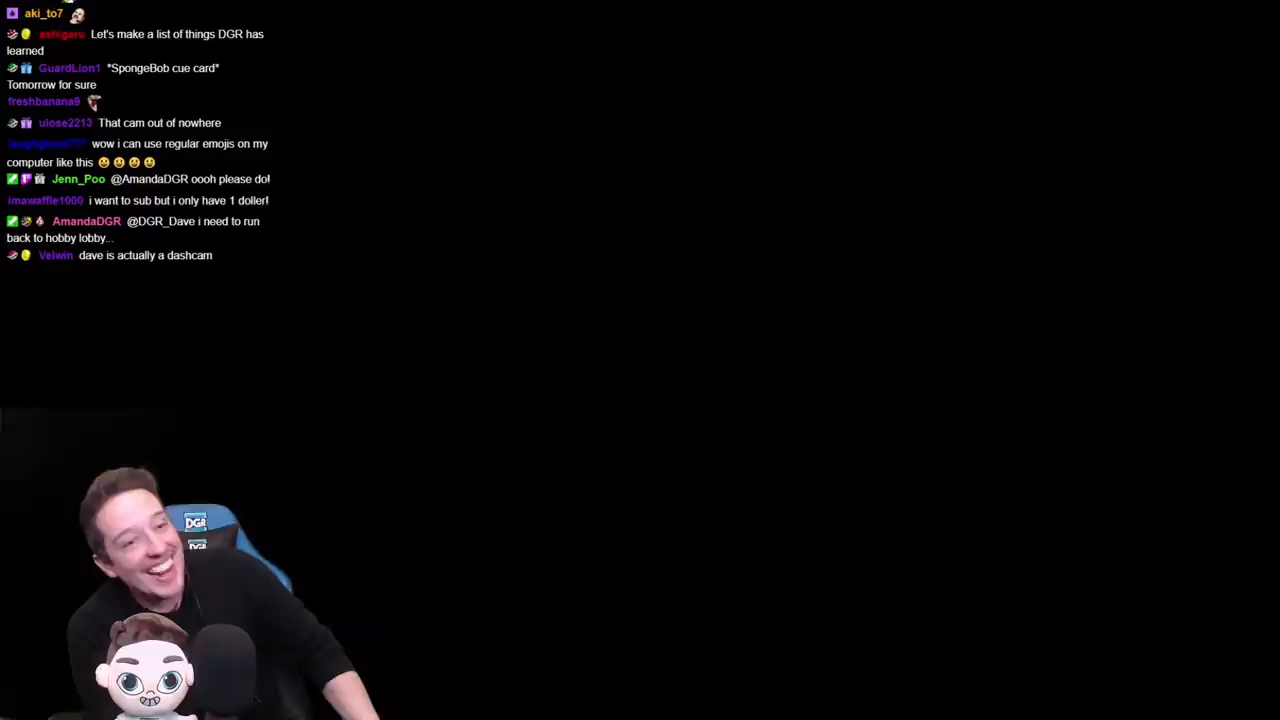 aki_to7
ashigaru Let's make a list of things DGR has
learned
GuardLion1 *SpongeBob cue card*
Tomorrow for sure
freshbanana9
ulose2213 That cam out of nowhere
wow i can use regular emojis on my
computer like this 😃 😃 😃 😃
Jenn_Poo @AmandaDGR oooh please do!
imawaffle1000 i want to sub but i only have 1 doller!
AmandaDGR @DGR_Dave i need to run
back to hobby lobby...
Velwin dave is actually a dashcam
DGR
DGR